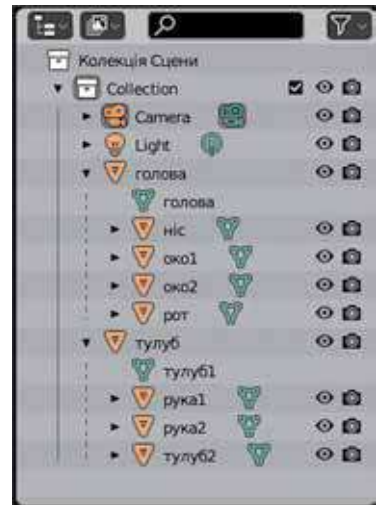 Колекція Сцени
Collection
Camera
Light
голова
голова
ніс
око1
око2
рот
тулуб
тулуб1
рука1
рука2
тулуб2